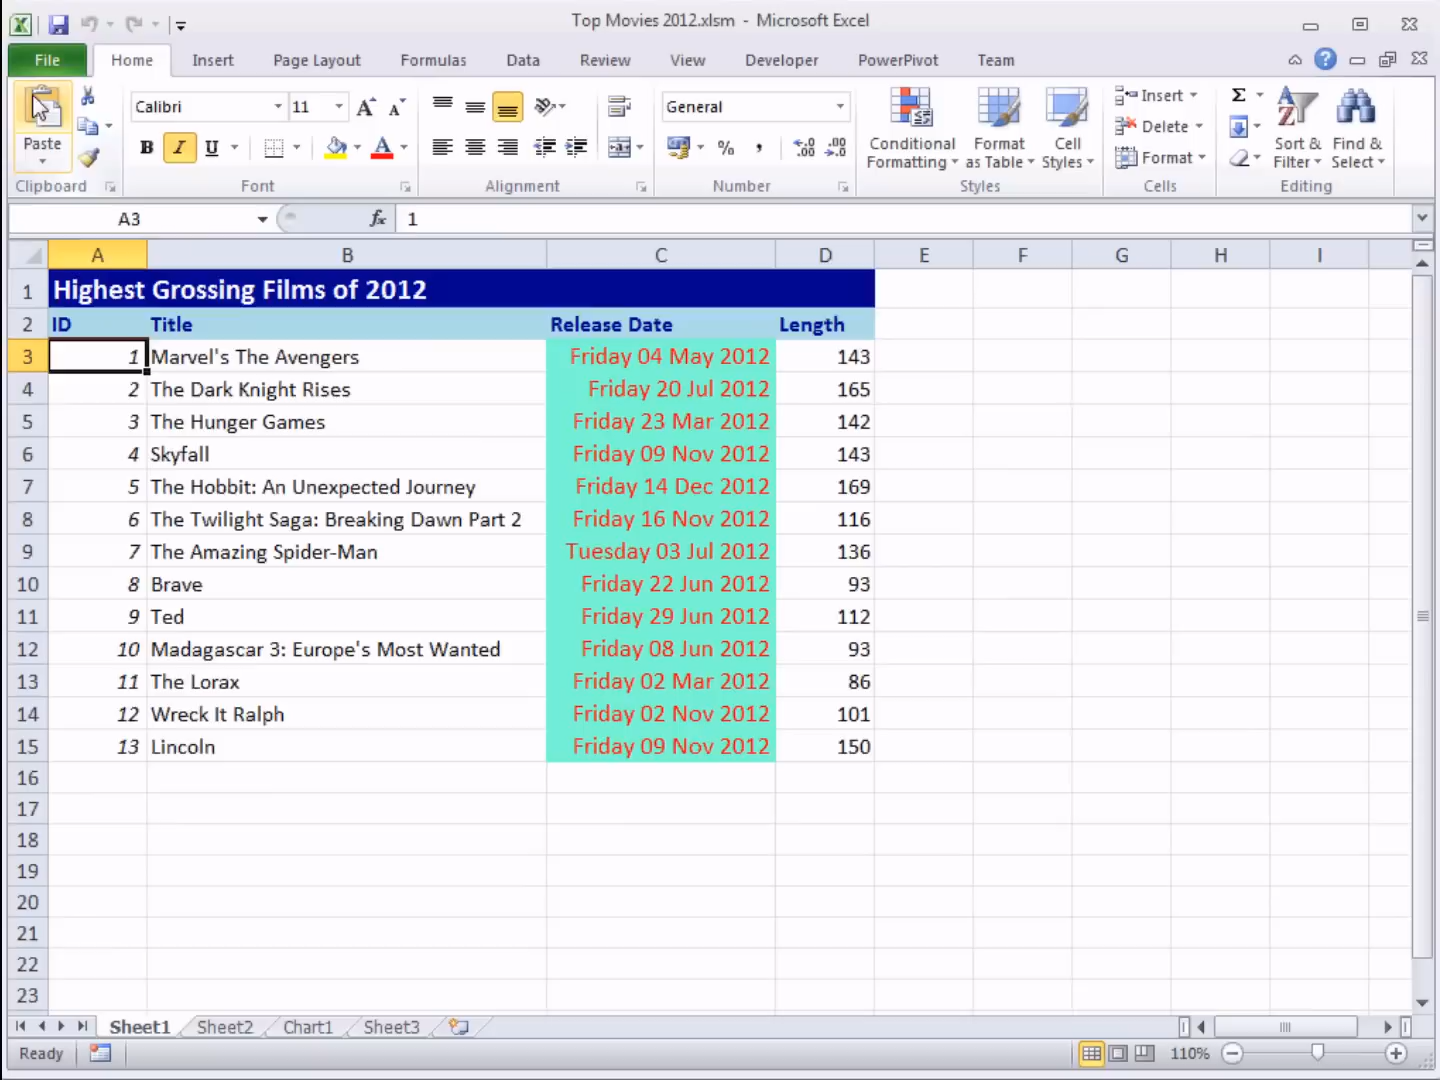 Top Movies 2012.xlsm - Microsoft Excel
File Home Insert Page Layout Formulas Data Review View Developer PowerPivot Team
Paste
Clipboard
Calibri 11
B I U
Font
Alignment
General
%
Number
Conditional Formatting
Format as Table
Cell Styles
Styles
Insert
Delete
Format
Cells
Σ
Sort & Filter
Find & Select
Editing
A3 fx 1
A B C D E F G H I
1 Highest Grossing Films of 2012
2 ID Title Release Date Length
3 1 Marvel's The Avengers Friday 04 May 2012 143
4 2 The Dark Knight Rises Friday 20 Jul 2012 165
5 3 The Hunger Games Friday 23 Mar 2012 142
6 4 Skyfall Friday 09 Nov 2012 143
7 5 The Hobbit: An Unexpected Journey Friday 14 Dec 2012 169
8 6 The Twilight Saga: Breaking Dawn Part 2 Friday 16 Nov 2012 116
9 7 The Amazing Spider-Man Tuesday 03 Jul 2012 136
10 8 Brave Friday 22 Jun 2012 93
11 9 Ted Friday 29 Jun 2012 112
12 10 Madagascar 3: Europe's Most Wanted Friday 08 Jun 2012 93
13 11 The Lorax Friday 02 Mar 2012 86
14 12 Wreck It Ralph Friday 02 Nov 2012 101
15 13 Lincoln Friday 09 Nov 2012 150
16
17
18
19
20
21
22
23
Sheet1 Sheet2 Chart1 Sheet3
Ready 110%